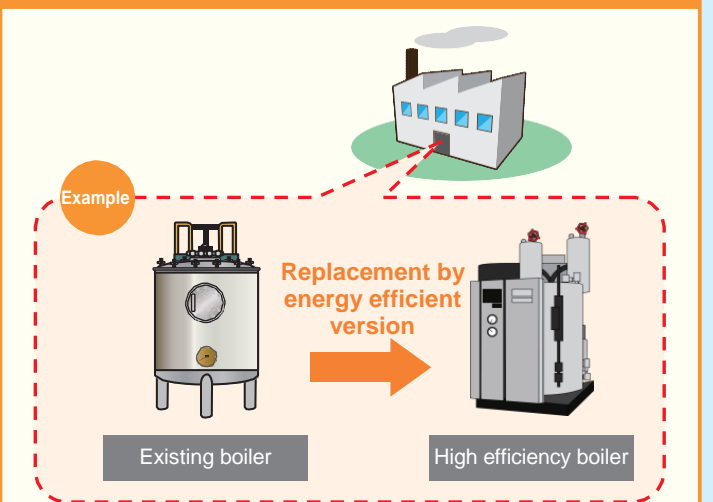 Example
Replacement by
energy efficient
version
Existing boiler
High efficiency boiler